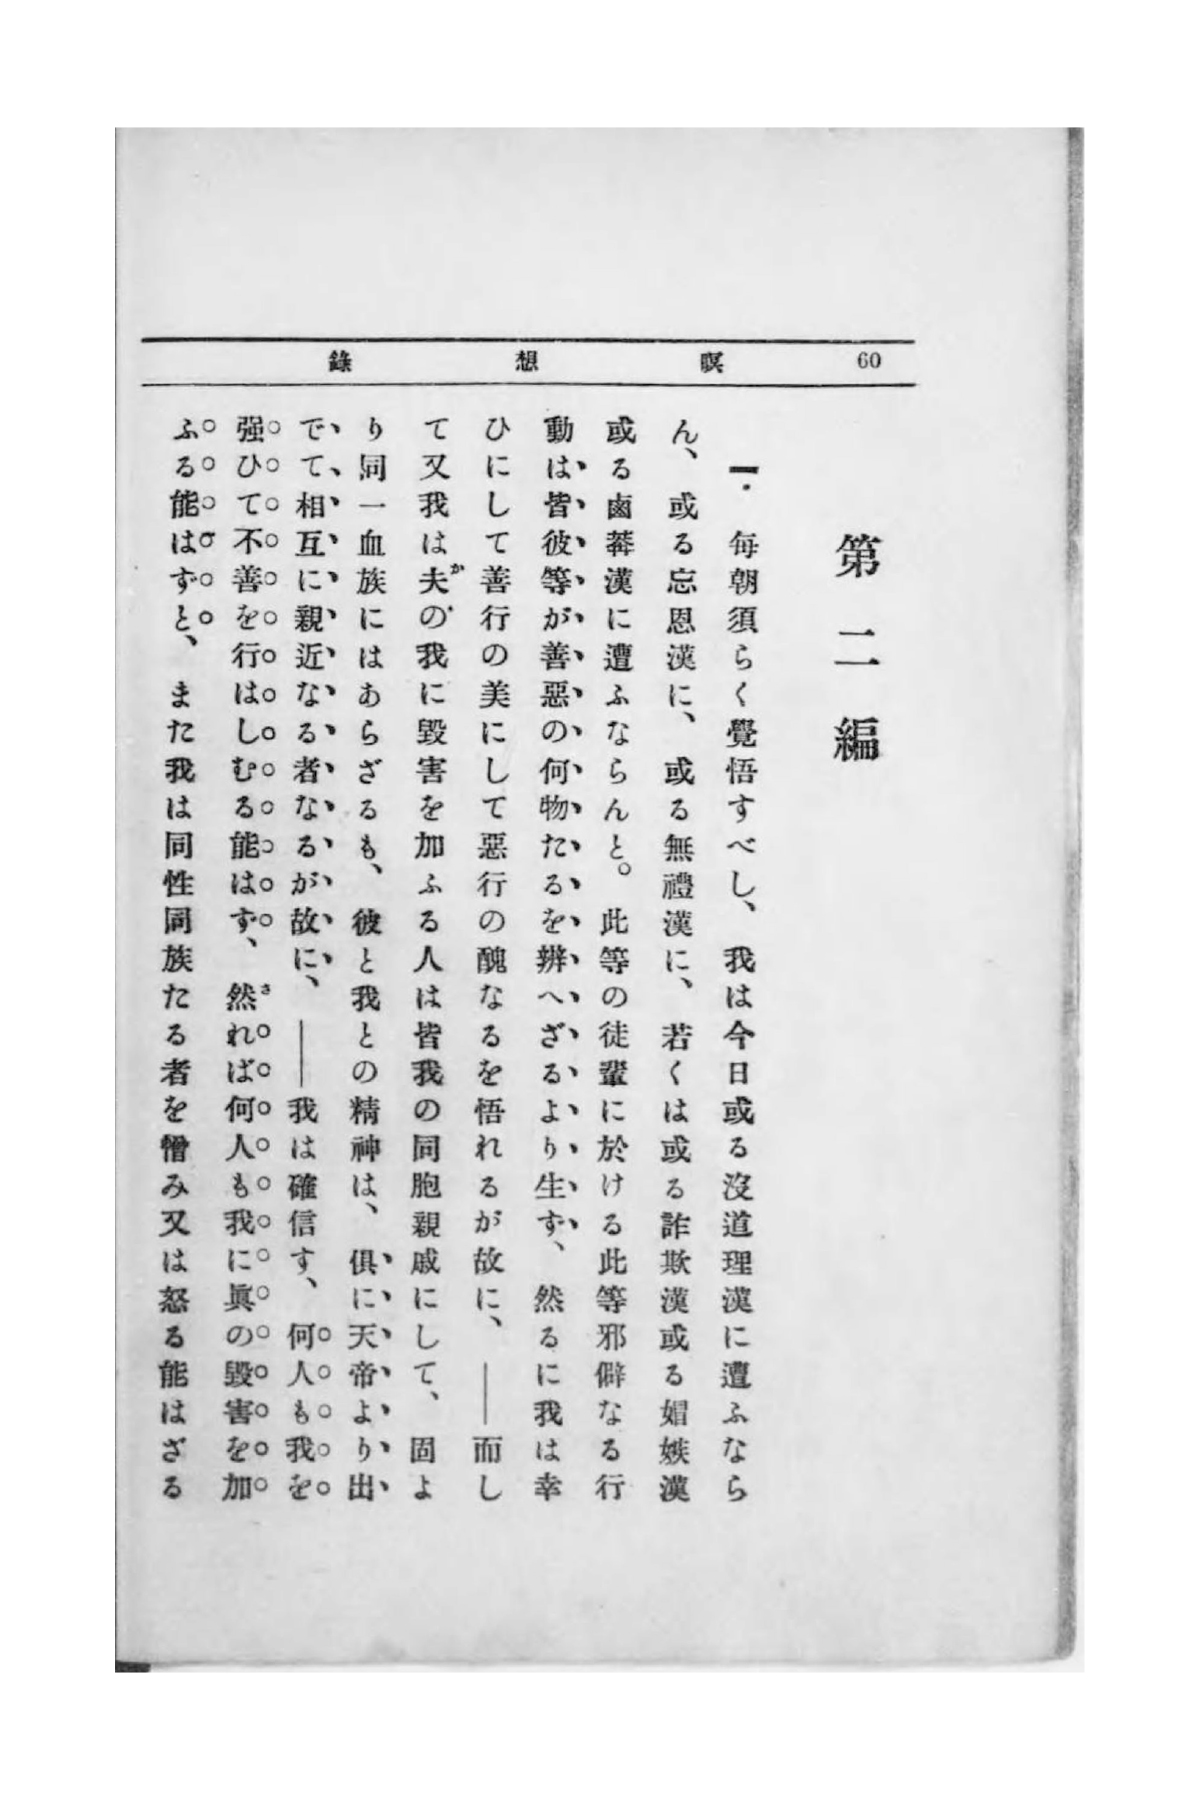 60 瞑想錄
第二編
一. 每朝須らく覺悟すべし、我は今日或る沒道理漢に遭ふなら
ん、或る忘恩漢に、或る無禮漢に、若くは或る詐欺漢或る媢嫉漢
或る鹵莽漢に遭ふならんと。此等の徒輩に於ける此等邪僻なる行
動は皆彼等が善惡の何物たるを辨へざるより生ず、然るに我は幸
ひにして善行の美にして惡行の醜なるを悟れるが故に、――而し
て又我は夫の我に毀害を加ふる人は皆我の同胞親戚にして、固よ
り同一血族にはあらざるも、彼と我との精神は、俱に天帝より出
でて、相互に親近なる者なるが故に、――我は確信す、何人も我を
强ひて不善を行はしむる能はず、然れば何人も我に眞の毀害を加
ふる能はずと、また我は同性同族たる者を憎み又は怒る能はざる